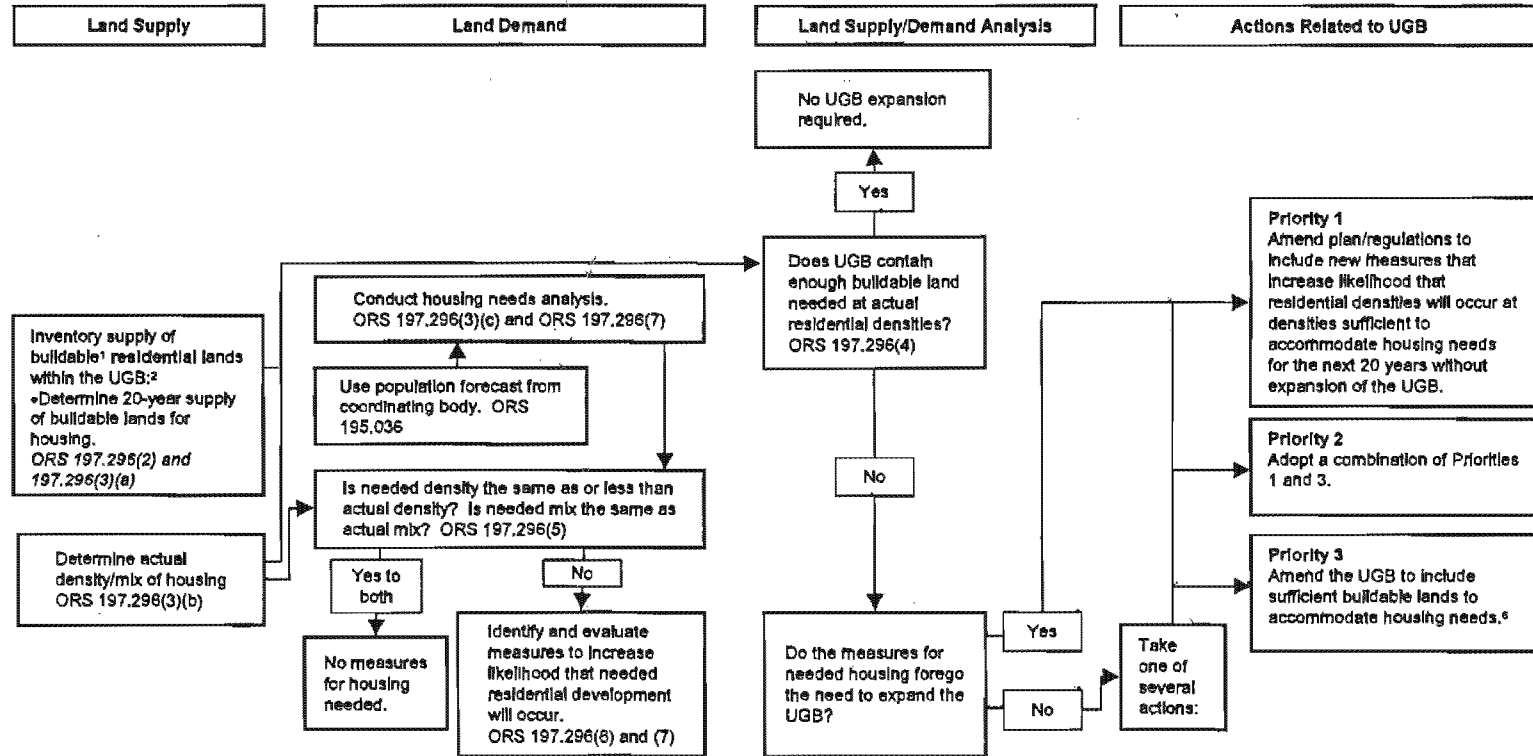 Land Supply
Land Demand
Land Supply/Demand Analysis
Actions Related to UGB
Inventory supply of
buildable¹ residential lands
within the UGB:²
•Determine 20-year supply
of buildable lands for
housing.
ORS 197.296(2) and
197.296(3)(a)
Determine actual
density/mix of housing
ORS 197.296(3)(b)
Conduct housing needs analysis.
ORS 197.296(3)(c) and ORS 197.296(7)
Use population forecast from
coordinating body. ORS
195.036
Is needed density the same as or less than
actual density? Is needed mix the same as
actual mix? ORS 197.296(5)
Yes to
both
No
No measures
for housing
needed.
Identify and evaluate
measures to increase
likelihood that needed
residential development
will occur.
ORS 197.296(6) and (7)
No UGB expansion
required.
Yes
Does UGB contain
enough buildable land
needed at actual
residential densities?
ORS 197.296(4)
No
Do the measures for
needed housing forego
the need to expand the
UGB?
Yes
No
Take
one of
several
actions:
Priority 1
Amend plan/regulations to
include new measures that
increase likelihood that
residential densities will occur at
densities sufficient to
accommodate housing needs
for the next 20 years without
expansion of the UGB.
Priority 2
Adopt a combination of Priorities
1 and 3.
Priority 3
Amend the UGB to include
sufficient buildable lands to
accommodate housing needs.⁶